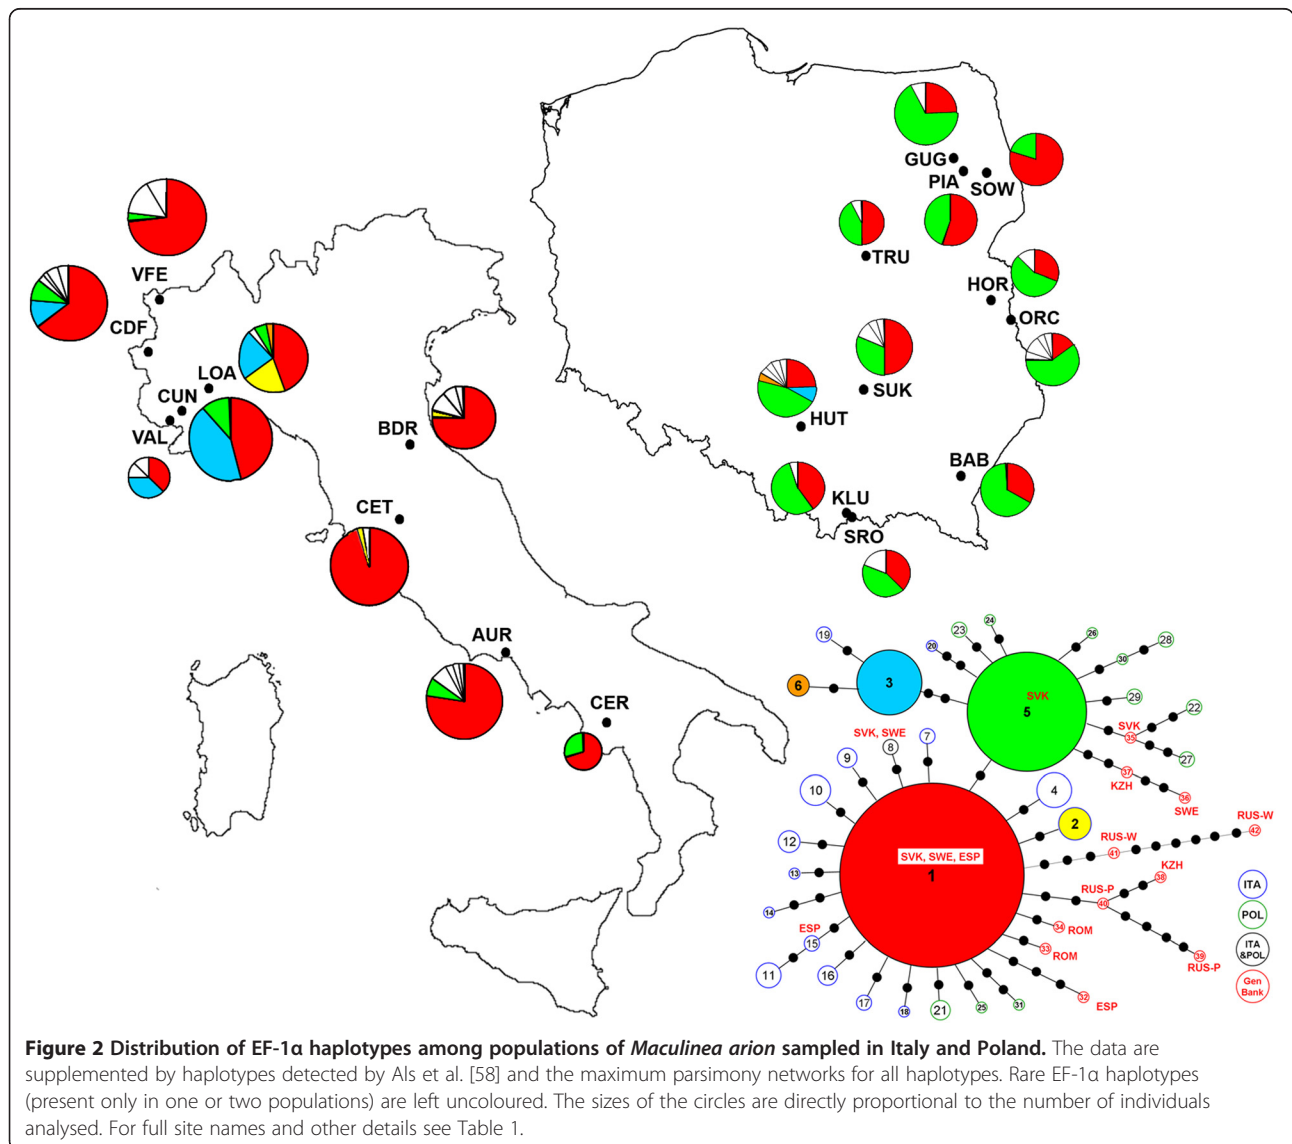 GUG
PIA
SOW
TRU
HOR
ORC
SUK
HUT
BAB
KLU
SRO
VFE
CDF
LOA
CUN
VAL
BDR
CET
AUR
CER
19
20
23
24
26
28
30
29
22
SVK
35
27
6
3
SVK
5
37
KZH
36
SWE
SVK, SWE
8
7
9
10
4
2
12
13
14
SVK, SWE, ESP
1
RUS-W
41
RUS-W
42
KZH
38
RUS-P
40
39
RUS-P
34
ROM
33
ROM
ESP
15
11
16
17
18
21
25
31
32
ESP
ITA
POL
ITA
&POL
Gen
Bank
Figure 2 Distribution of EF-1α haplotypes among populations of Maculinea arion sampled in Italy and Poland. The data are
supplemented by haplotypes detected by Als et al. [58] and the maximum parsimony networks for all haplotypes. Rare EF-1α haplotypes
(present only in one or two populations) are left uncoloured. The sizes of the circles are directly proportional to the number of individuals
analysed. For full site names and other details see Table 1.